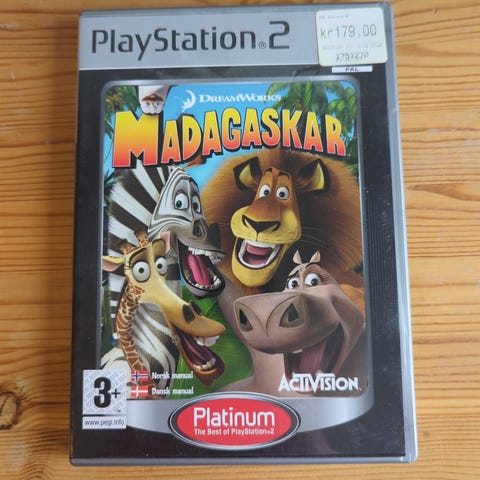 PlayStation®2
kr179,00
PAL
DREAMWORKS
MADAGASKAR
Norsk manual
Dansk manual
ACTIVISION
3+
www.pegi.info
Platinum
The Best of PlayStation®2